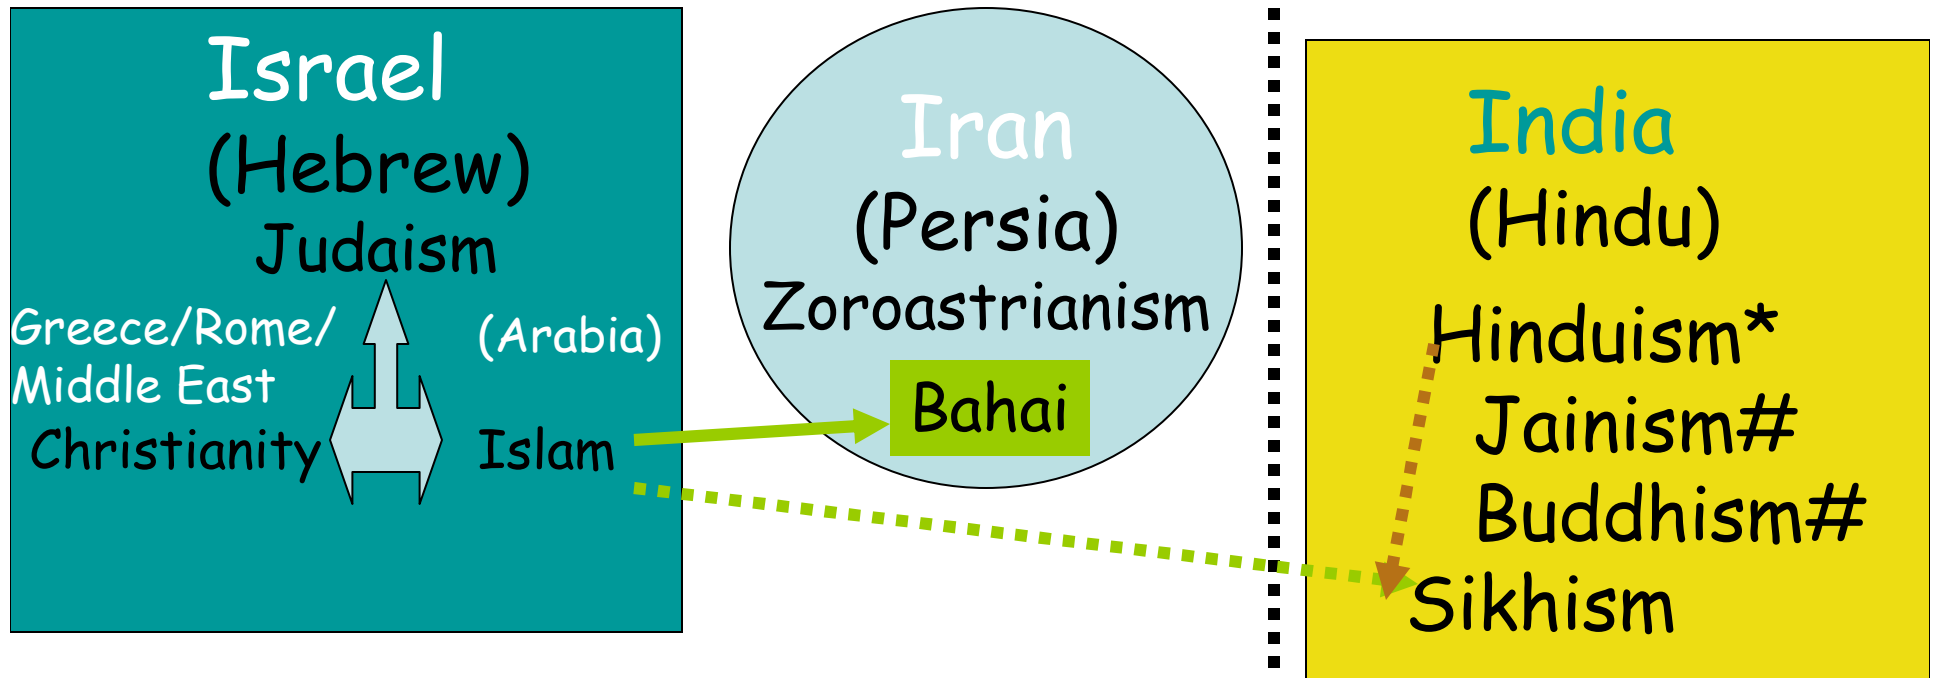 Israel
(Hebrew)
Judaism
Greece/Rome/
Middle East
(Arabia)
Christianity
Islam
Iran
(Persia)
Zoroastrianism
Bahai
India
(Hindu)
Hinduism*
Jainism#
Buddhism#
Sikhism